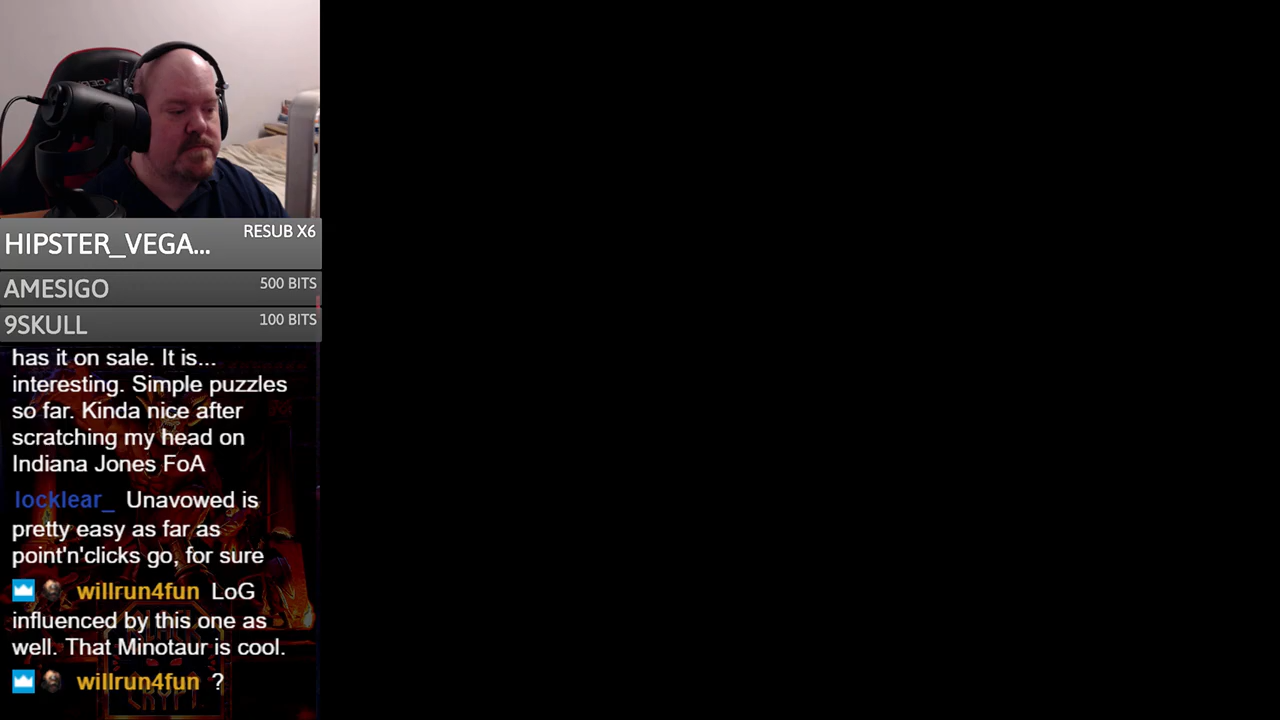 HIPSTER_VEGA... RESUB X6
AMESIGO 500 BITS
9SKULL 100 BITS
has it on sale. It is...
interesting. Simple puzzles
so far. Kinda nice after
scratching my head on
Indiana Jones FoA
locklear_ Unavowed is
pretty easy as far as
point'n'clicks go, for sure
willrun4fun LoG
influenced by this one as
well. That Minotaur is cool.
willrun4fun ?
BLACK
CRYPT